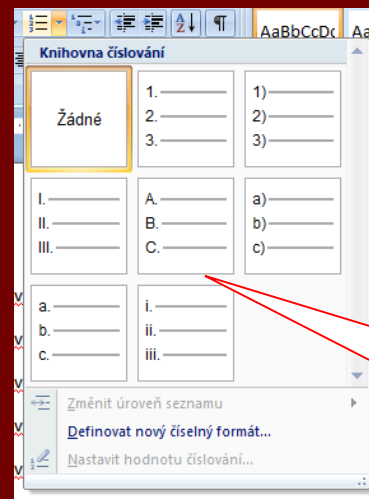 AaBbCcDc Aa
Knihovna číslování
Žádné
1.
2.
3.
1)
2)
3)
I.
II.
III.
A.
B.
C.
a)
b)
c)
a.
b.
c.
i.
ii.
iii.
Změnit úroveň seznamu
Definovat nový číselný formát...
Nastavit hodnotu číslování...